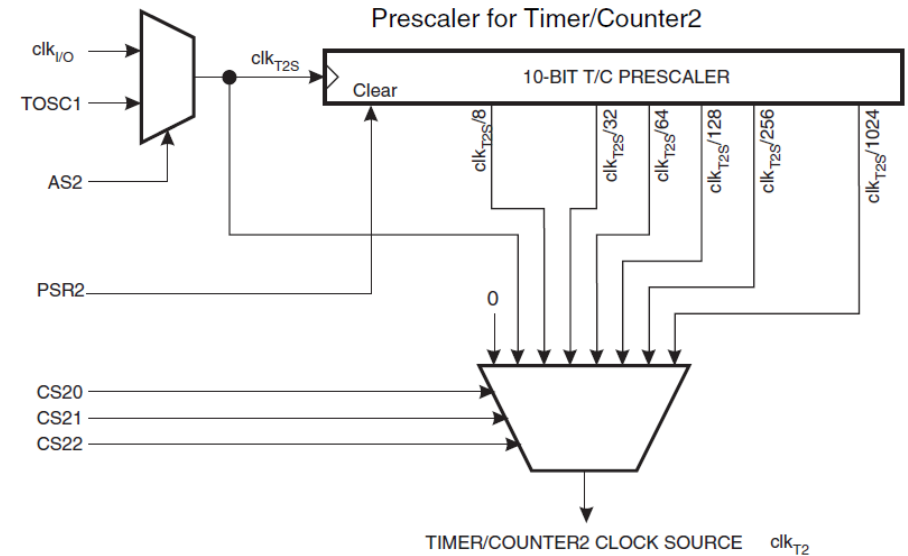 Prescaler for Timer/Counter2
clkI/O
TOSC1
AS2
PSR2
clkT2S
10-BIT T/C PRESCALER
Clear
clkT2S/8
clkT2S/32
clkT2S/64
clkT2S/128
clkT2S/256
clkT2S/1024
0
CS20
CS21
CS22
TIMER/COUNTER2 CLOCK SOURCE clkT2